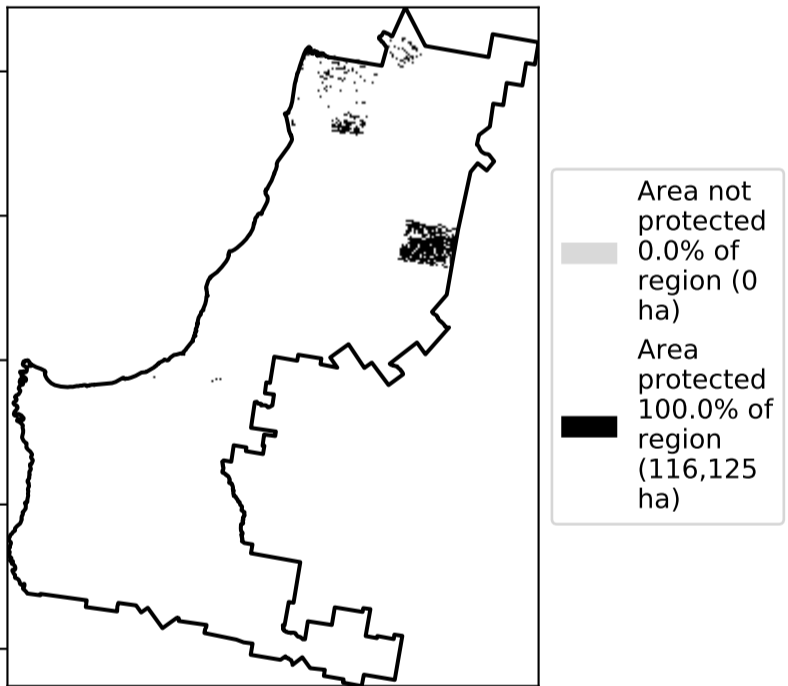 Area not
protected
0.0% of
region (0
ha)
Area
protected
100.0% of
region
(116,125
ha)